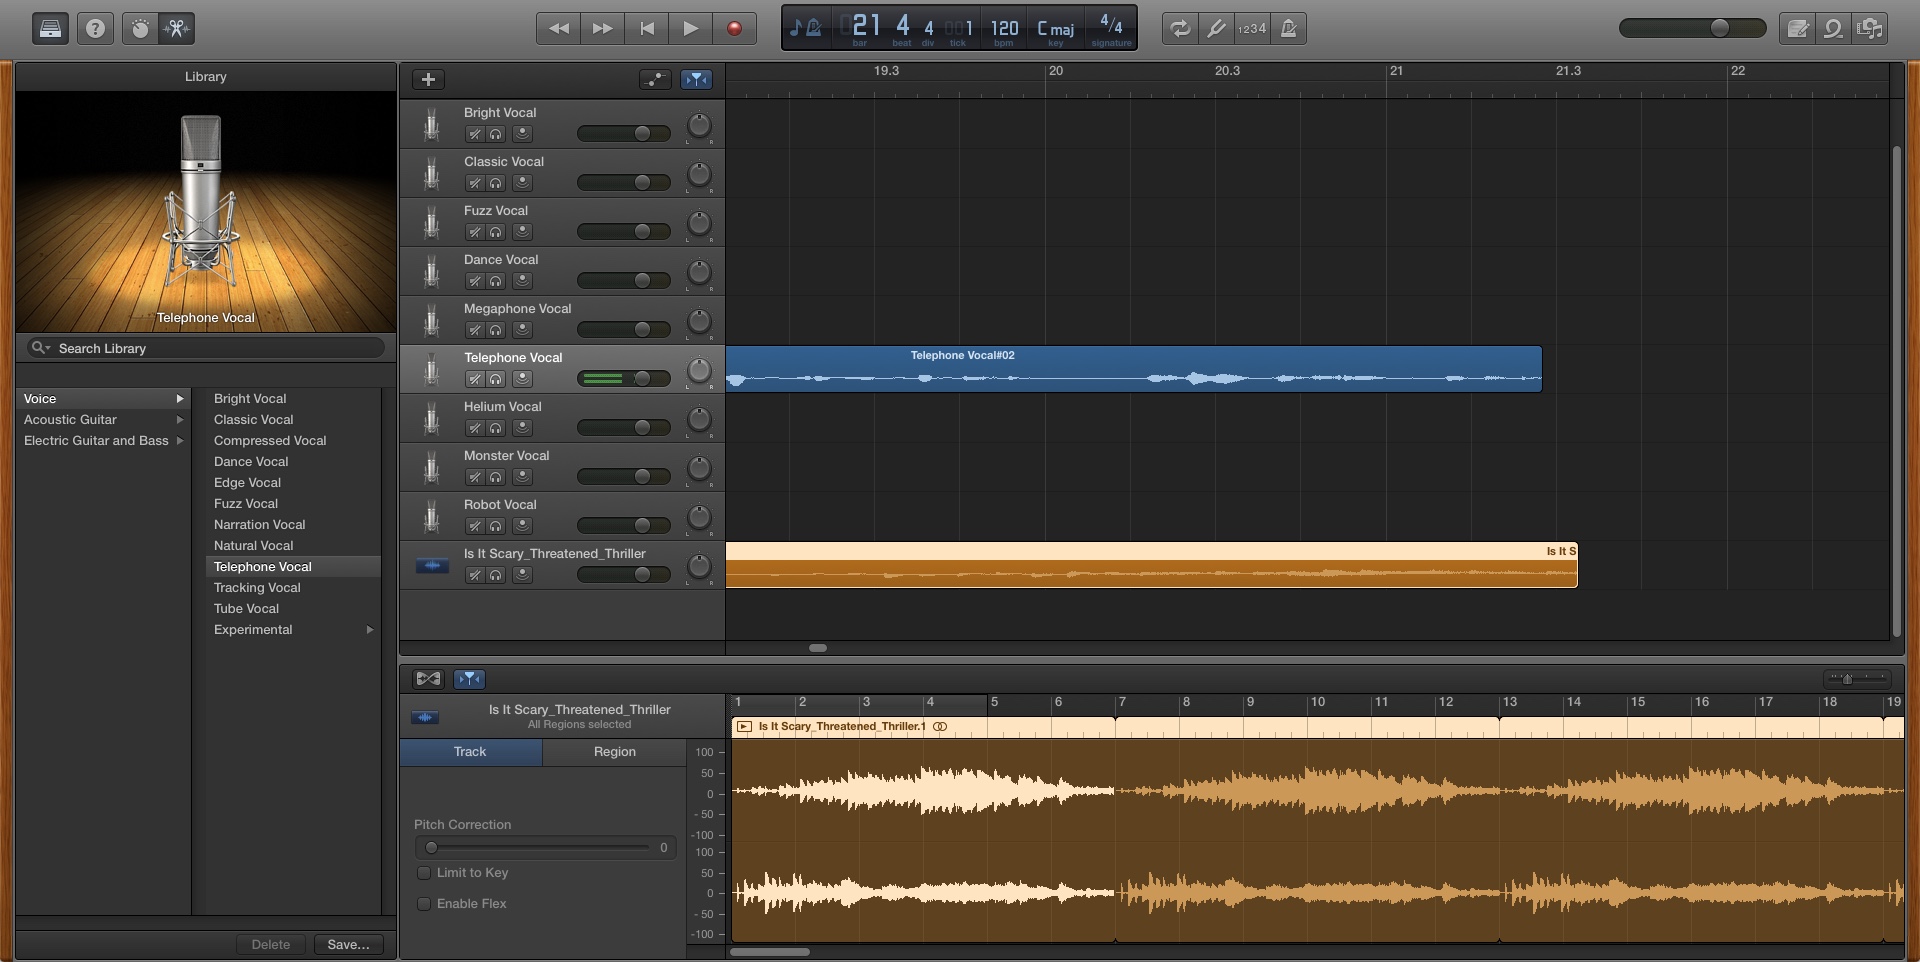 1234
21 4 4 1 120 C maj 4/4
bar beat div tick bpm key signature
Library
Telephone Vocal
Search Library
Voice
Acoustic Guitar
Electric Guitar and Bass
Bright Vocal
Classic Vocal
Compressed Vocal
Dance Vocal
Edge Vocal
Fuzz Vocal
Narration Vocal
Natural Vocal
Telephone Vocal
Tracking Vocal
Tube Vocal
Experimental
Delete Save...
19.3 20 20.3 21 21.3 22
Bright Vocal
L R
Classic Vocal
L R
Fuzz Vocal
L R
Dance Vocal
L R
Megaphone Vocal
L R
Telephone Vocal
L R
Telephone Vocal#02
Helium Vocal
L R
Monster Vocal
L R
Robot Vocal
L R
Is It Scary_Threatened_Thriller
L R
Is It S
Is It Scary_Threatened_Thriller
All Regions selected
Track Region
Pitch Correction
0
Limit to Key
Enable Flex
1 2 3 4 5 6 7 8 9 10 11 12 13 14 15 16 17 18 19
Is It Scary_Threatened_Thriller.1
100
50
0
-50
-100
100
50
0
-50
-100